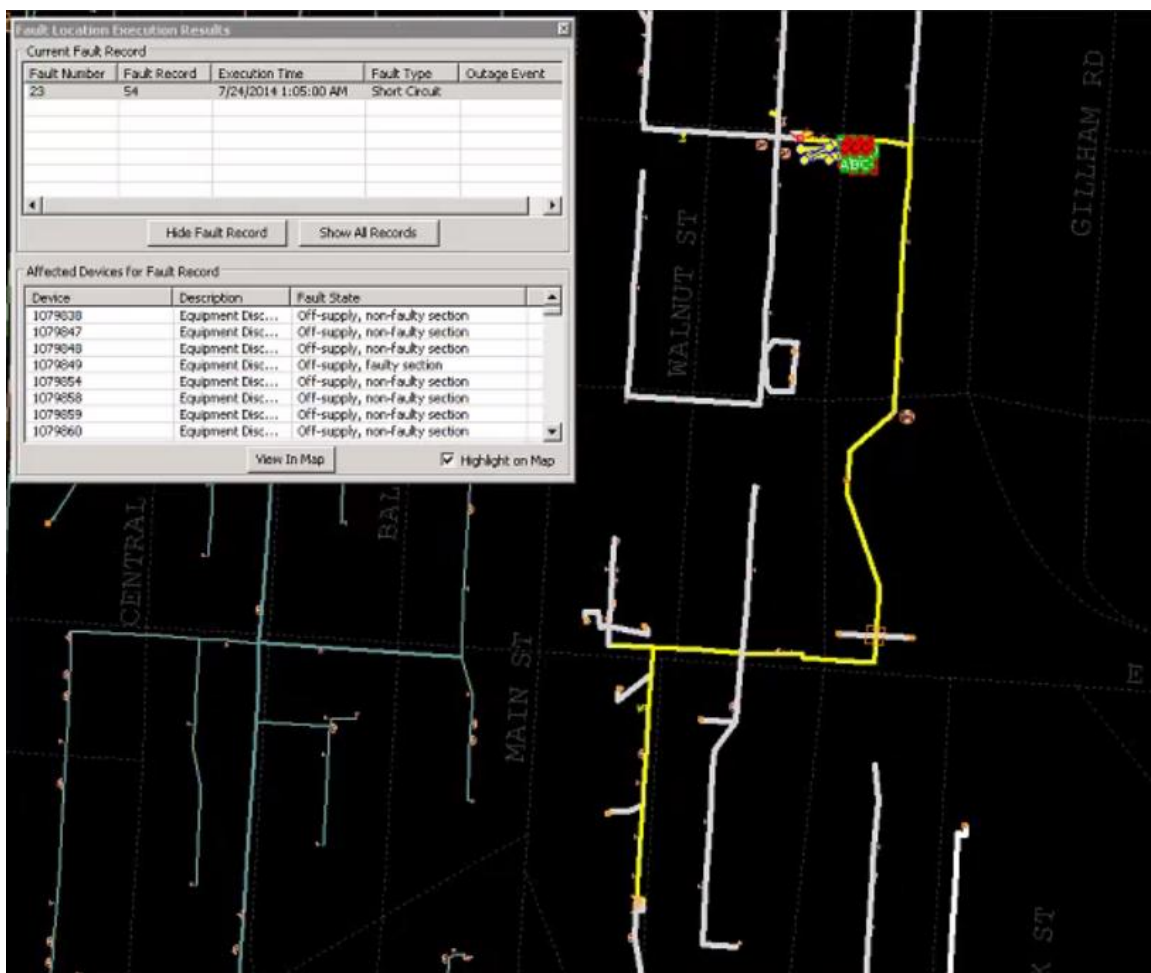 Fault Location Execution Results
Current Fault Record
Fault Number Fault Record Execution Time Fault Type Outage Event
23 54 7/24/2014 1:05:00 AM Short Circuit
Hide Fault Record Show All Records
Affected Devices for Fault Record
Device Description Fault State
1079838 Equipment Disc... Off-supply, non-faulty section
1079847 Equipment Disc... Off-supply, non-faulty section
1079848 Equipment Disc... Off-supply, non-faulty section
1079849 Equipment Disc... Off-supply, faulty section
1079854 Equipment Disc... Off-supply, non-faulty section
1079858 Equipment Disc... Off-supply, non-faulty section
1079859 Equipment Disc... Off-supply, non-faulty section
1079860 Equipment Disc... Off-supply, non-faulty section
View In Map Highlight on Map
GILLHAM RD
ABC
WALNUT ST
CENTRAL
BAL
MAIN ST
E
K ST